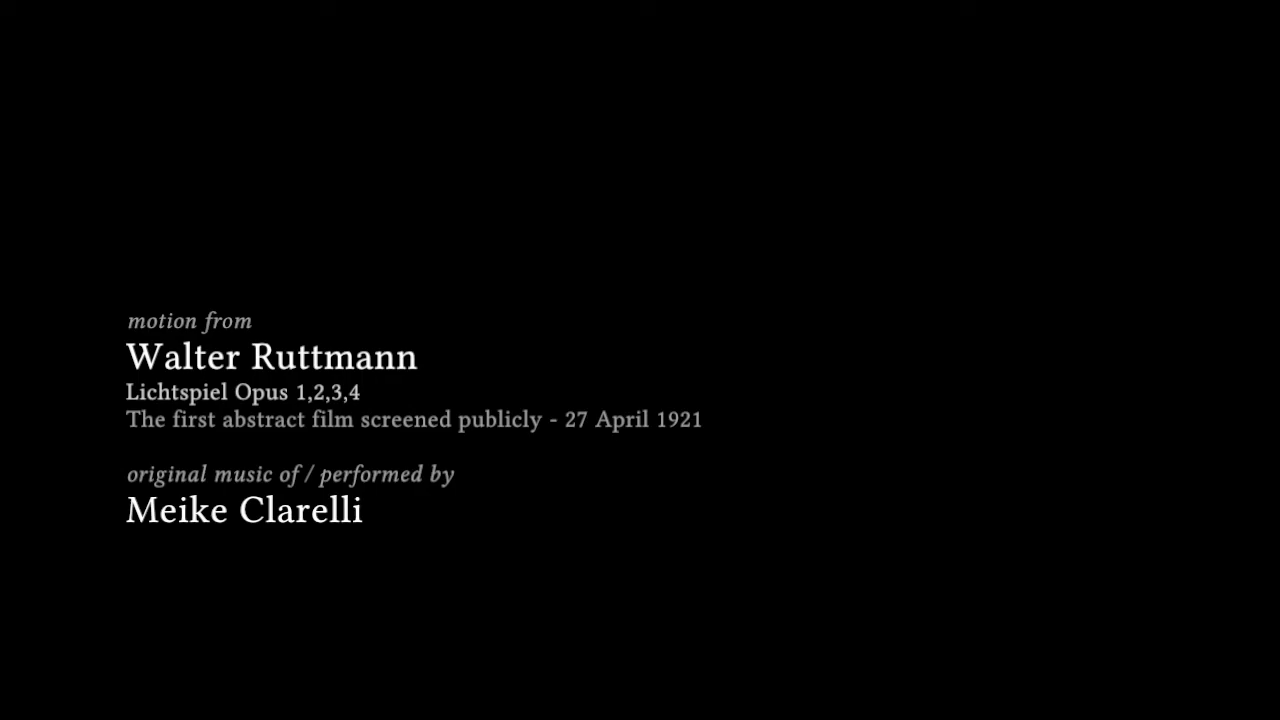 motion from
Walter Ruttmann
Lichtspiel Opus 1,2,3,4
The first abstract film screened publicly - 27 April 1921
original music of / performed by
Meike Clarelli